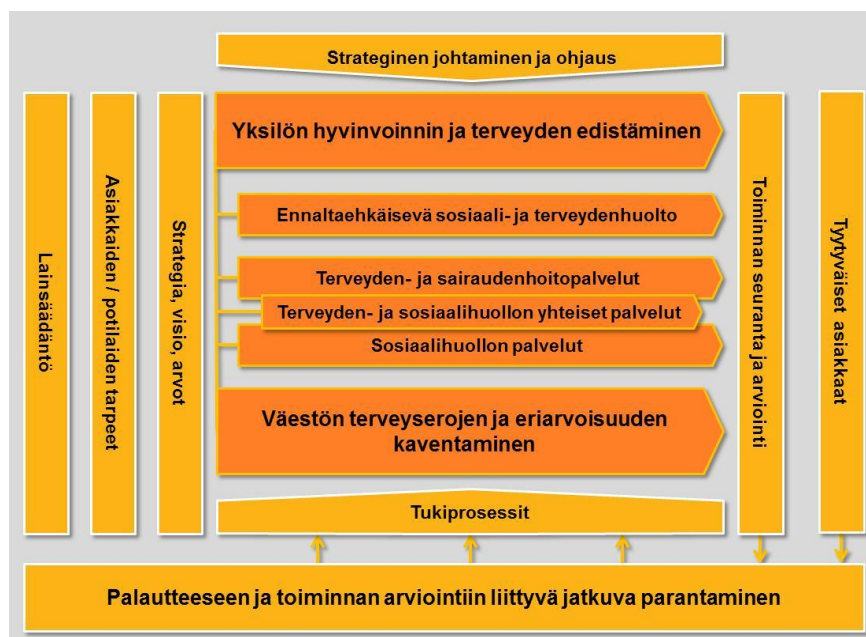 Strateginen johtaminen ja ohjaus
Lainsäädäntö
Asiakkaiden / potilaiden tarpeet
Strategia, visio, arvot
Yksilön hyvinvoinnin ja terveyden edistäminen
Ennaltaehkäisevä sosiaali- ja terveydenhuolto
Terveyden- ja sairaudenhoitopalvelut
Terveyden- ja sosiaalihuollon yhteiset palvelut
Sosiaalihuollon palvelut
Väestön terveyserojen ja eriarvoisuuden
kaventaminen
Toiminnan seuranta ja arviointi
Tyytyväiset asiakkaat
Tukiprosessit
Palautteeseen ja toiminnan arviointiin liittyvä jatkuva parantaminen